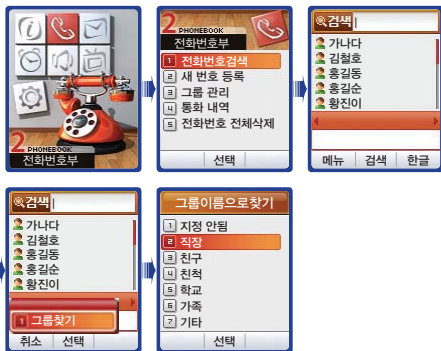 2
PHONEBOOK
전화번호부
2
PHONEBOOK
전화번호부
1 전화번호검색
2 새 번호 등록
3 그룹 관리
4 통화 내역
5 전화번호 전체삭제
선택
검색
가나다
김철호
홍길동
홍길순
황진이
메뉴 검색 한글
검색
가나다
김철호
홍길동
홍길순
황진이
1 그룹찾기
취소 선택
그룹이름으로찾기
1 지정 안됨
2 직장
3 친구
4 친척
5 학교
6 가족
7 기타
선택